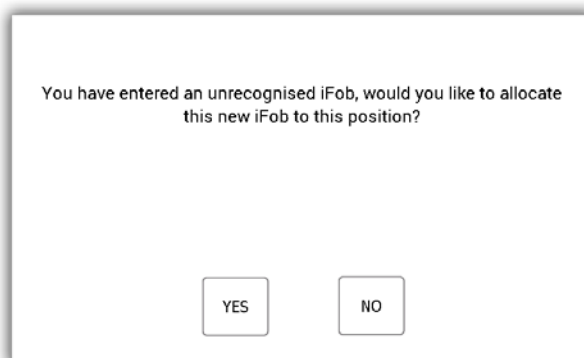 You have entered an unrecognised iFob, would you like to allocate
this new iFob to this position?
YES NO